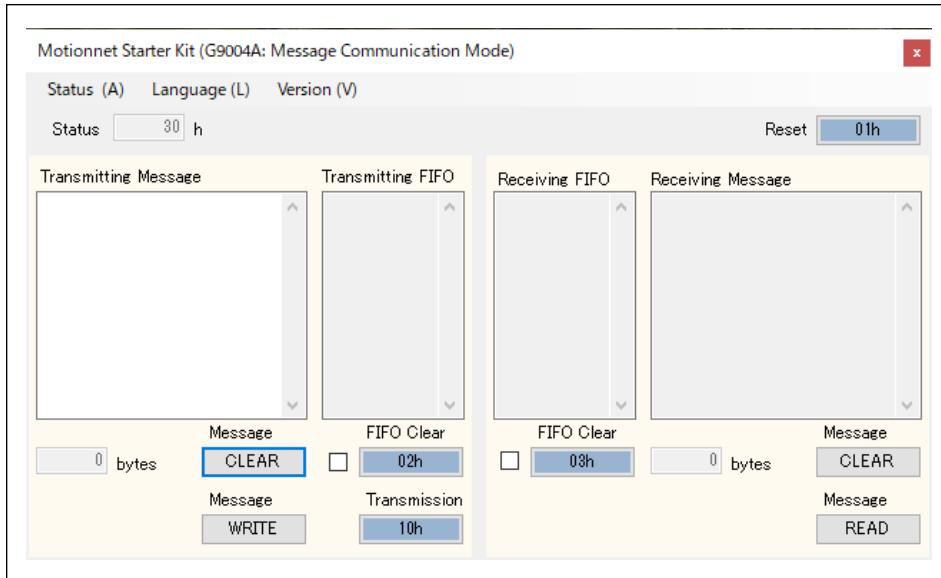 Motionnet Starter Kit (G9004A: Message Communication Mode)
x
Status (A) Language (L) Version (V)
Status 30 h Reset 01h
Transmitting Message Transmitting FIFO Receiving FIFO Receiving Message
Message FIFO Clear FIFO Clear Message
0 bytes CLEAR 02h 03h 0 bytes CLEAR
Message Transmission Message
WRITE 10h READ